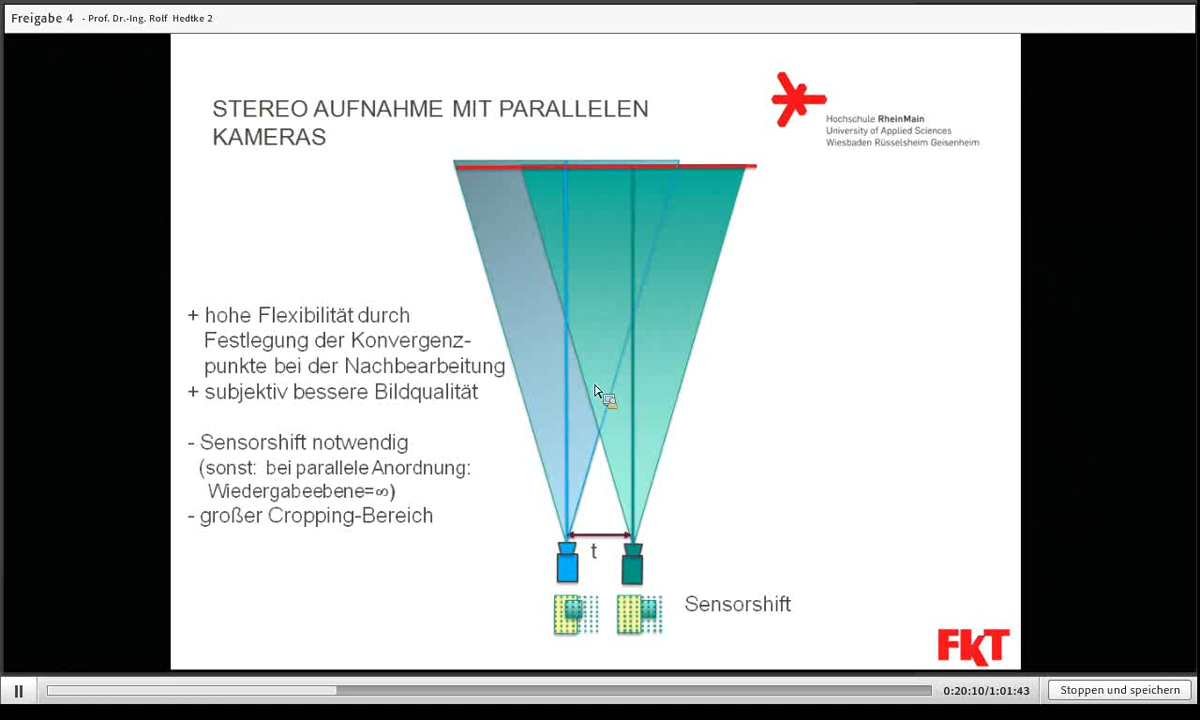 Freigabe 4 - Prof. Dr.-Ing. Rolf Hedtke 2
STEREO AUFNAHME MIT PARALLELEN
KAMERAS
Hochschule RheinMain
University of Applied Sciences
Wiesbaden Rüsselsheim Geisenheim
+ hohe Flexibilität durch
Festlegung der Konvergenz-
punkte bei der Nachbearbeitung
+ subjektiv bessere Bildqualität
- Sensorshift notwendig
(sonst: bei parallele Anordnung:
Wiedergabeebene=∞)
- großer Cropping-Bereich
t
Sensorshift
FKT
0:20:10/1:01:43
Stoppen und speichern